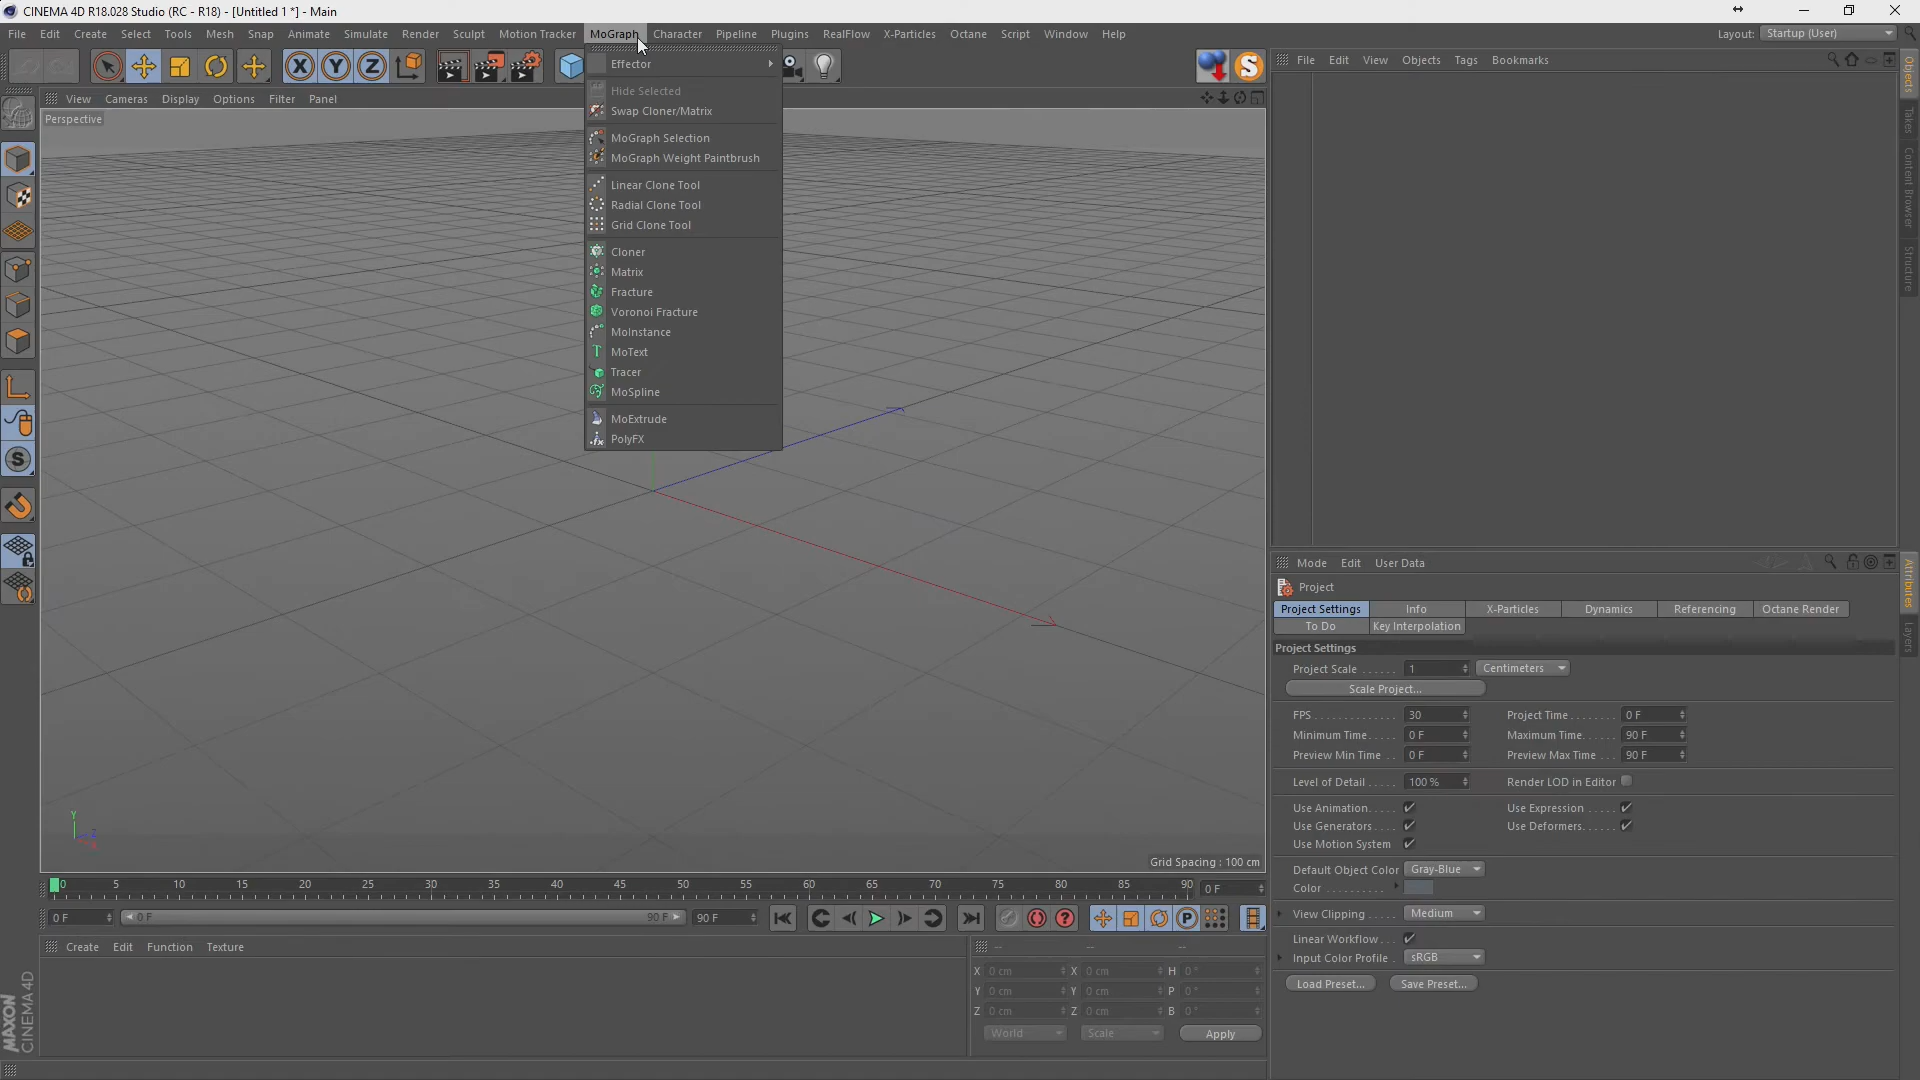 CINEMA 4D R18.028 Studio (RC - R18) - [Untitled 1 *] - Main
File Edit Create Select Tools Mesh Snap Animate Simulate Render Sculpt Motion Tracker MoGraph Character Pipeline Plugins RealFlow X-Particles Octane Script Window Help Layout: Startup (User)
File Edit View Objects Tags Bookmarks
View Cameras Display Options Filter Panel
Perspective
Effector
Hide Selected
Swap Cloner/Matrix
MoGraph Selection
MoGraph Weight Paintbrush
Linear Clone Tool
Radial Clone Tool
Grid Clone Tool
Cloner
Matrix
Fracture
Voronoi Fracture
MoInstance
MoText
Tracer
MoSpline
MoExtrude
PolyFX
Objects
Takes
Content Browser
Structure
Y
Z
X
Y
Z
Grid Spacing : 100 cm
0 5 10 15 20 25 30 35 40 45 50 55 60 65 70 75 80 85 90 0 F
0 F 0 F 90 F 90 F
Create Edit Function Texture
-- -- --
X 0 cm X 0 cm H 0 °
Y 0 cm Y 0 cm P 0 °
Z 0 cm Z 0 cm B 0 °
World Scale Apply
MAXON
CINEMA 4D
Mode Edit User Data
Project
Project Settings Info X-Particles Dynamics Referencing Octane Render
To Do Key Interpolation
Project Settings
Project Scale ...... 1 Centimeters
Scale Project...
FPS ............. 30 Project Time ....... 0 F
Minimum Time ..... 0 F Maximum Time ...... 90 F
Preview Min Time .. 0 F Preview Max Time ... 90 F
Level of Detail ..... 100 % Render LOD in Editor
Use Animation ..... Use Expression .....
Use Generators .... Use Deformers ......
Use Motion System
Default Object Color Gray-Blue
Color ..........
View Clipping ..... Medium
Linear Workflow ...
Input Color Profile . sRGB
Load Preset... Save Preset...
Attributes
Layers